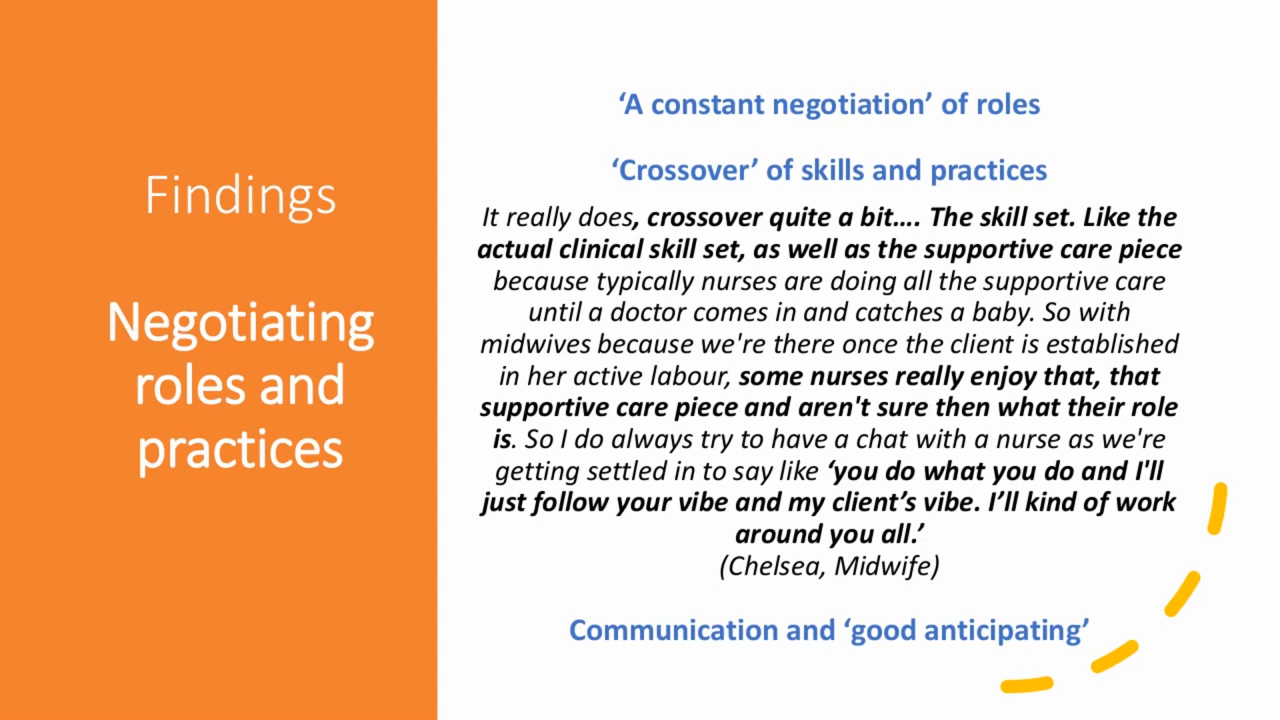 Findings
Negotiating
roles and
practices
‘A constant negotiation’ of roles
‘Crossover’ of skills and practices
It really does, crossover quite a bit…. The skill set. Like the
actual clinical skill set, as well as the supportive care piece
because typically nurses are doing all the supportive care
until a doctor comes in and catches a baby. So with
midwives because we're there once the client is established
in her active labour, some nurses really enjoy that, that
supportive care piece and aren't sure then what their role
is. So I do always try to have a chat with a nurse as we're
getting settled in to say like ‘you do what you do and I'll
just follow your vibe and my client’s vibe. I’ll kind of work
around you all.’
(Chelsea, Midwife)
Communication and ‘good anticipating’